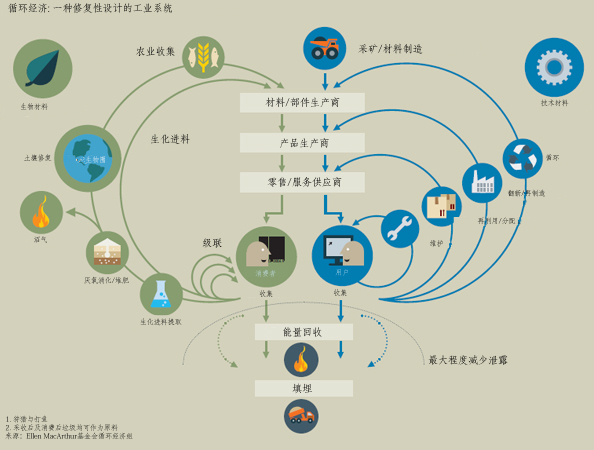 循环经济: 一种修复性设计的工业系统
农业收集
采矿/材料制造
生物材料
技术材料
材料/部件生产商
生化进料
产品生产商
土壤修复
生物圈
循环
零售/服务供应商
翻新/再制造
沼气
再利用/分配
级联
维护
消费者
用户
厌氧消化/堆肥
收集
收集
生化进料提取
能量回收
最大程度减少泄露
填埋
1. 狩猎与打渔
2. 采收后及消费后垃圾均可作为原料
来源: Ellen MacArthur基金会循环经济组